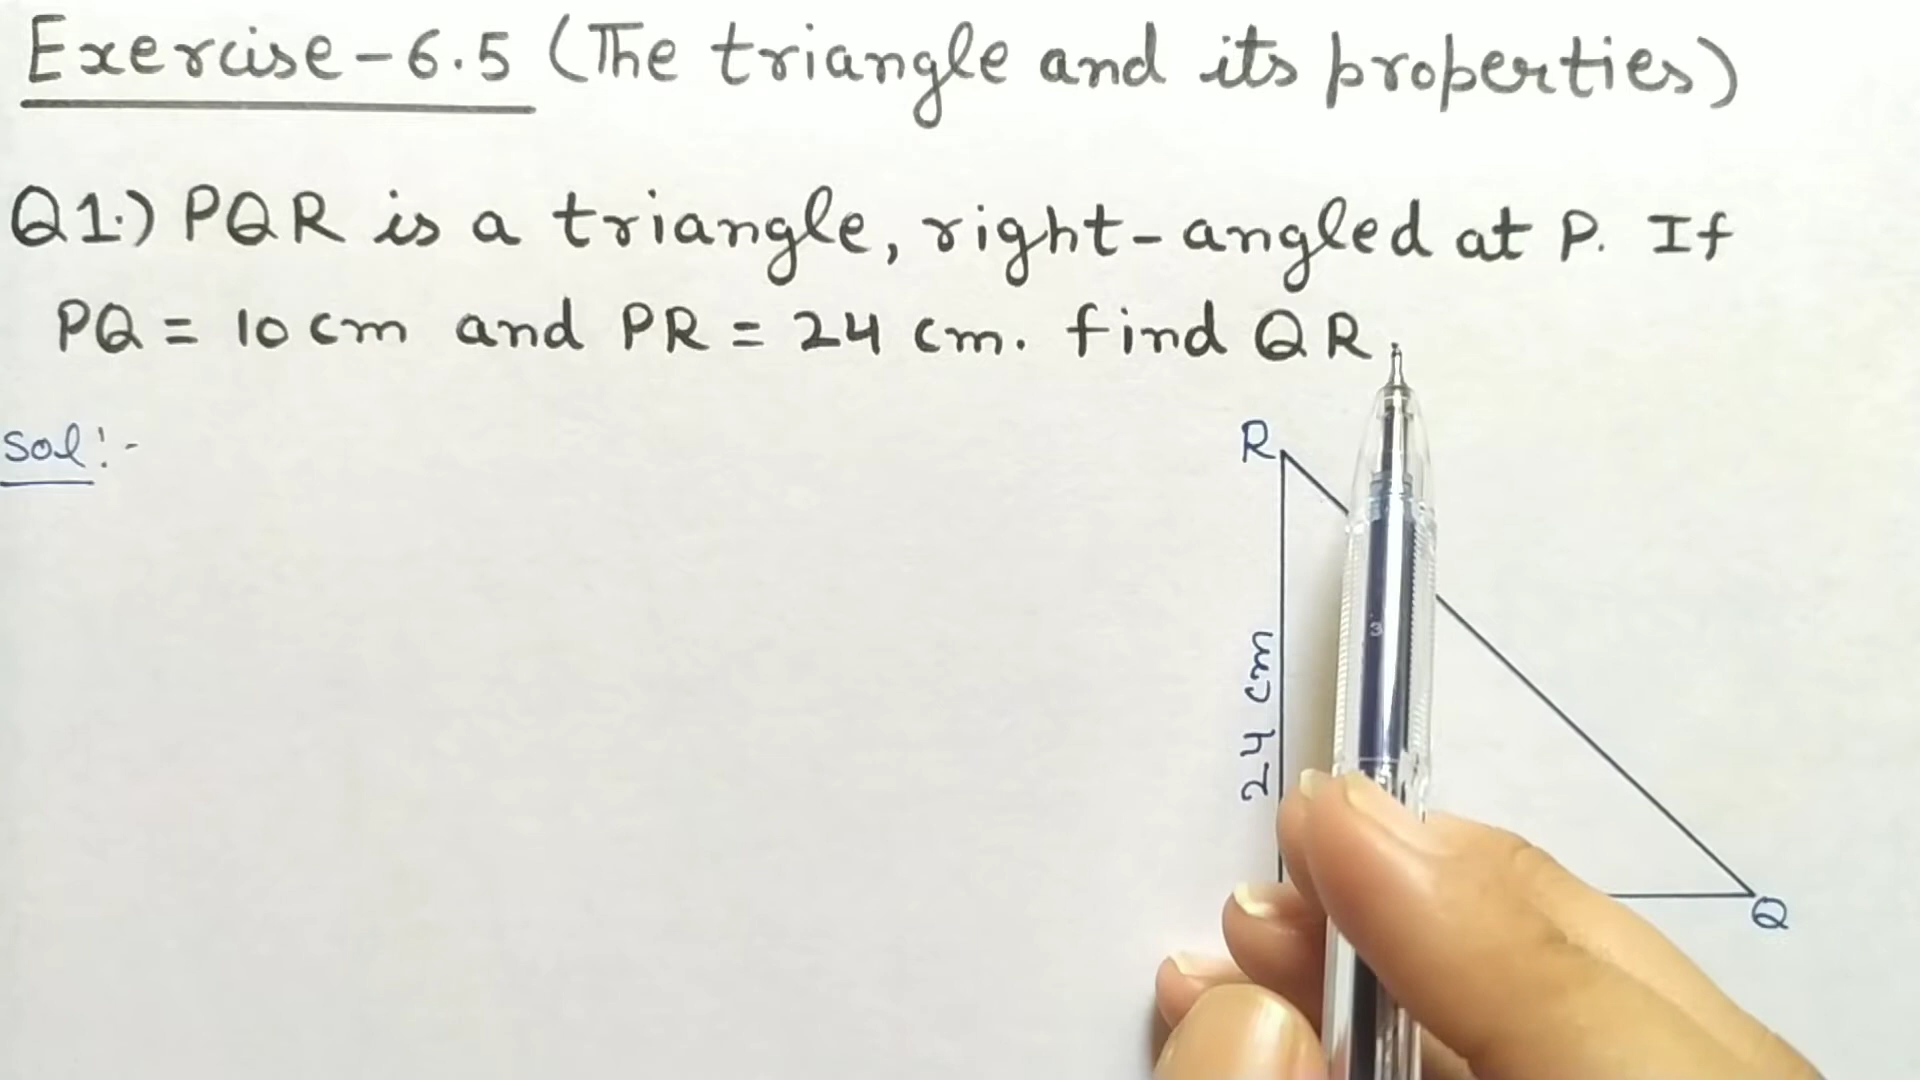 Exercise-6.5 (The triangle and its properties)
Q1.) PQR is a triangle, right-angled at P. If
PQ = 10 cm and PR = 24 cm. find QR.
Sol!-
R
24 cm
3
Q